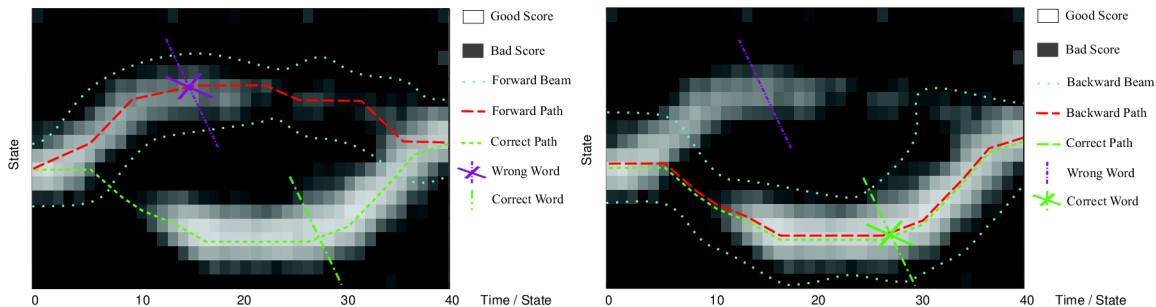 Good Score
Bad Score
Forward Beam
Forward Path
Correct Path
Wrong Word
Correct Word
State
0 10 20 30 40 Time / State
Good Score
Bad Score
Backward Beam
Backward Path
Correct Path
Wrong Word
Correct Word
State
0 10 20 30 40 Time / State